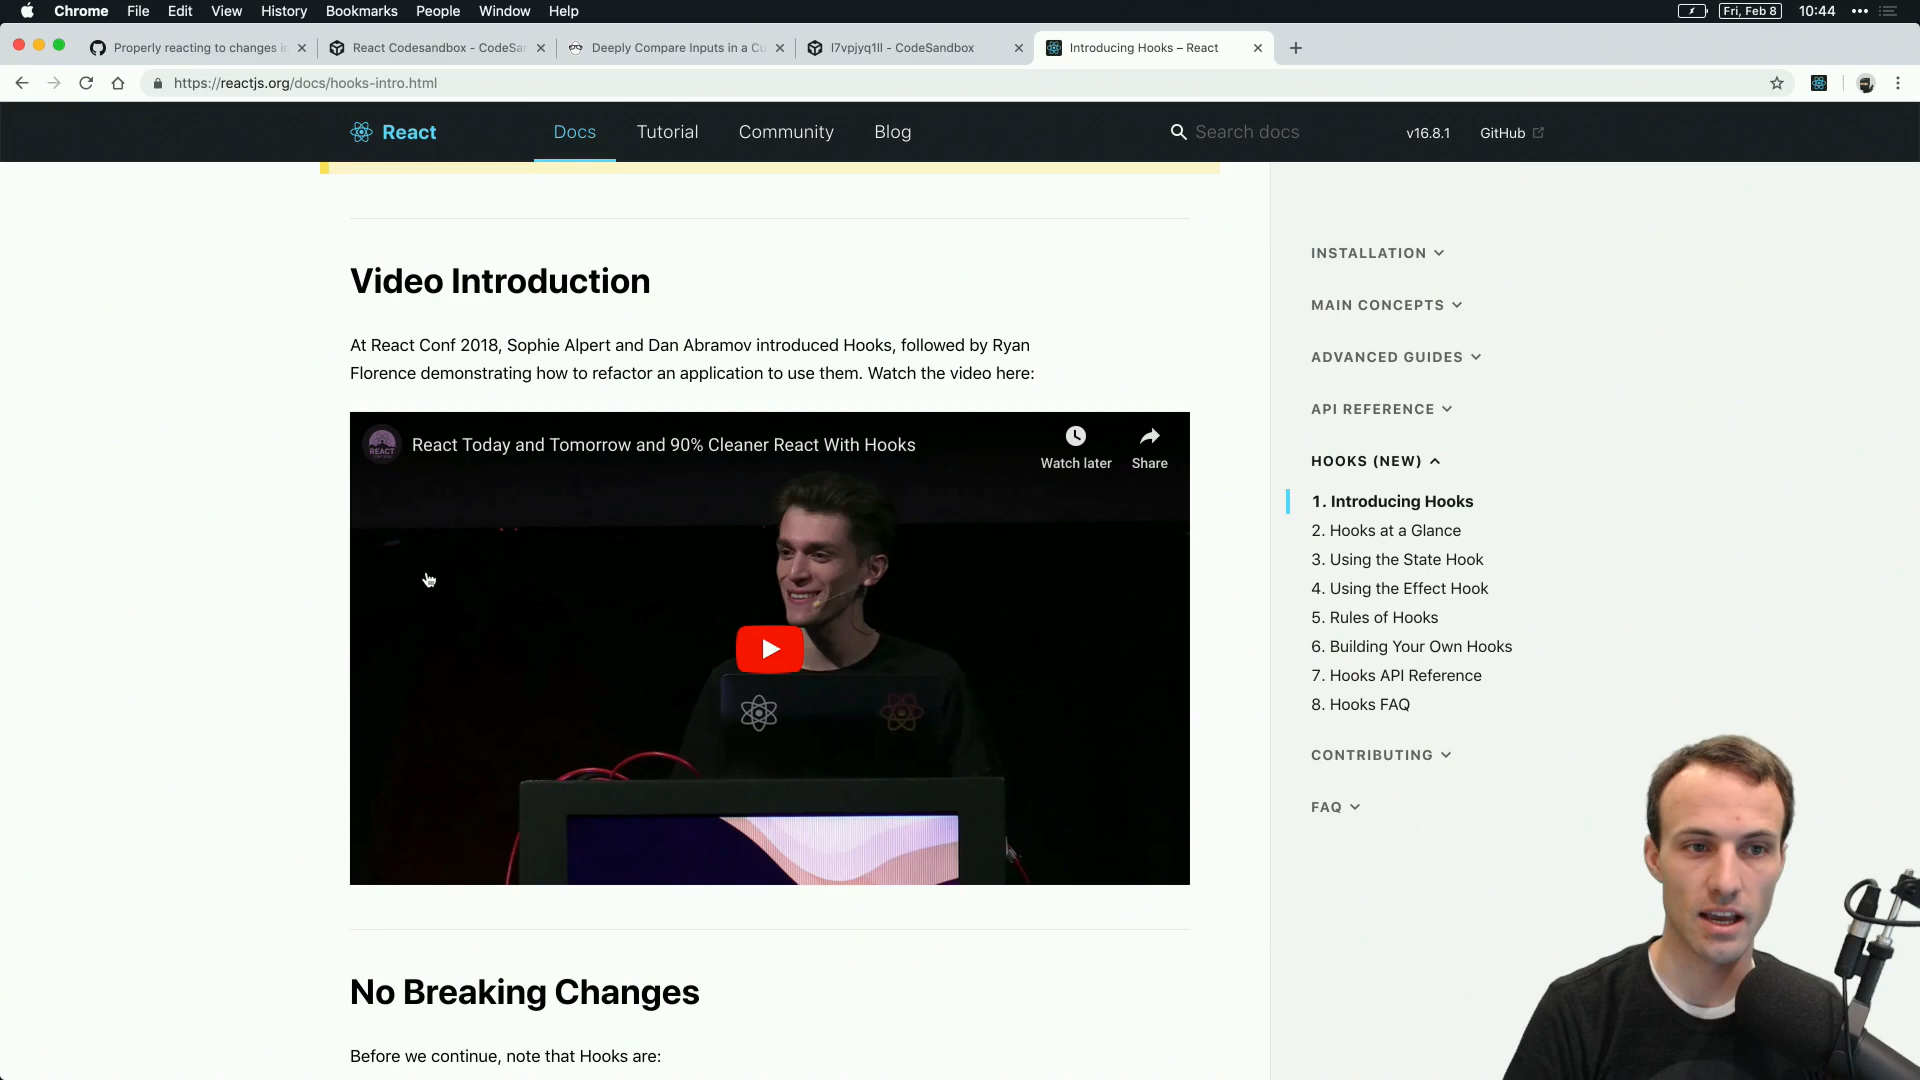 Chrome File Edit View History Bookmarks People Window Help
Fri, Feb 8 10:44
Properly reacting to changes in
React Codesandbox - CodeSan
Deeply Compare Inputs in a Cu
l7vpjyq1ll - CodeSandbox
Introducing Hooks – React
https://reactjs.org/docs/hooks-intro.html
React
Docs
Tutorial
Community
Blog
Search docs
v16.8.1
GitHub
Video Introduction
At React Conf 2018, Sophie Alpert and Dan Abramov introduced Hooks, followed by Ryan
Florence demonstrating how to refactor an application to use them. Watch the video here:
REACT
React Today and Tomorrow and 90% Cleaner React With Hooks
Watch later
Share
No Breaking Changes
Before we continue, note that Hooks are:
INSTALLATION
MAIN CONCEPTS
ADVANCED GUIDES
API REFERENCE
HOOKS (NEW)
1. Introducing Hooks
2. Hooks at a Glance
3. Using the State Hook
4. Using the Effect Hook
5. Rules of Hooks
6. Building Your Own Hooks
7. Hooks API Reference
8. Hooks FAQ
CONTRIBUTING
FAQ